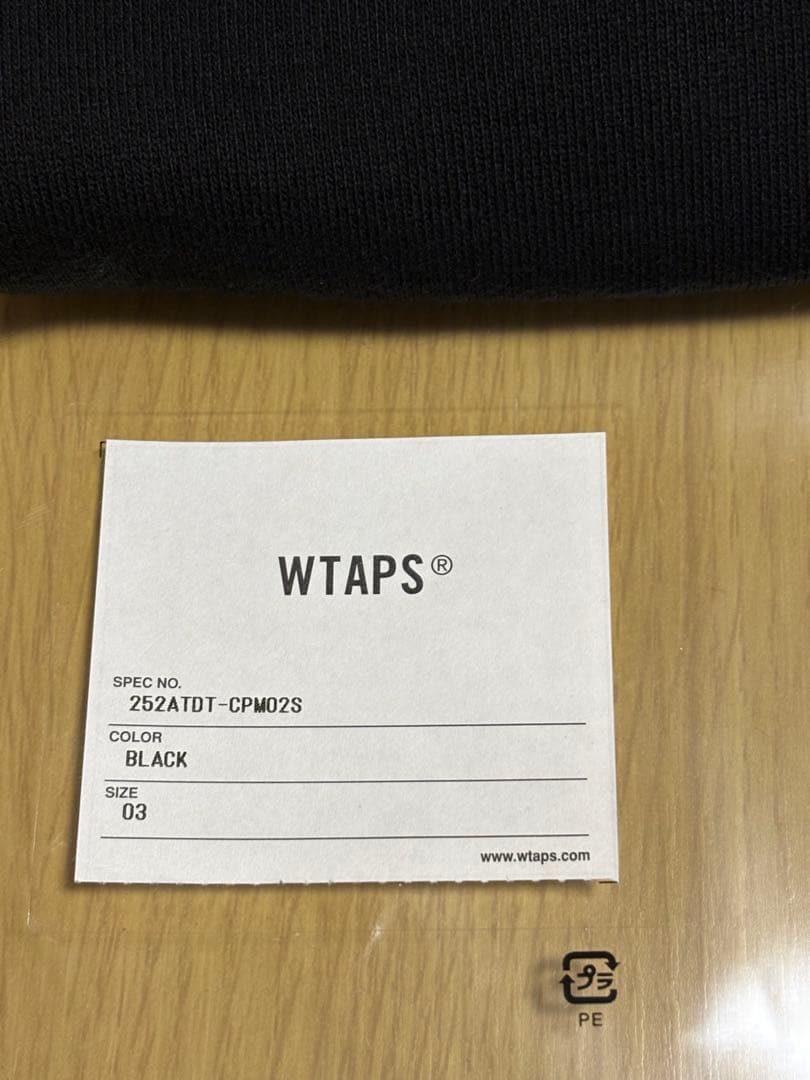 WTAPS®
SPEC NO.
252ATDT-CPM02S
COLOR
BLACK
SIZE
03
www.wtaps.com
プラ
PE